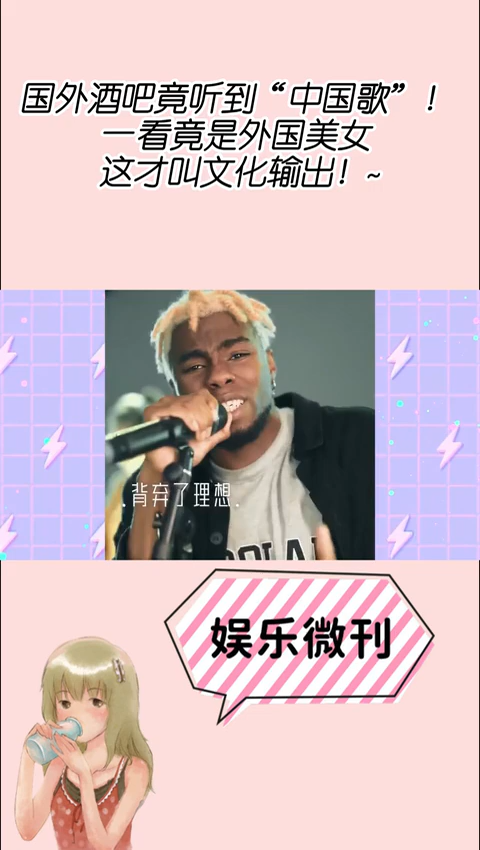 国外酒吧竟听到“中国歌”！
一看竟是外国美女
这才叫文化输出！~
.背弃了理想.
娱乐微刊